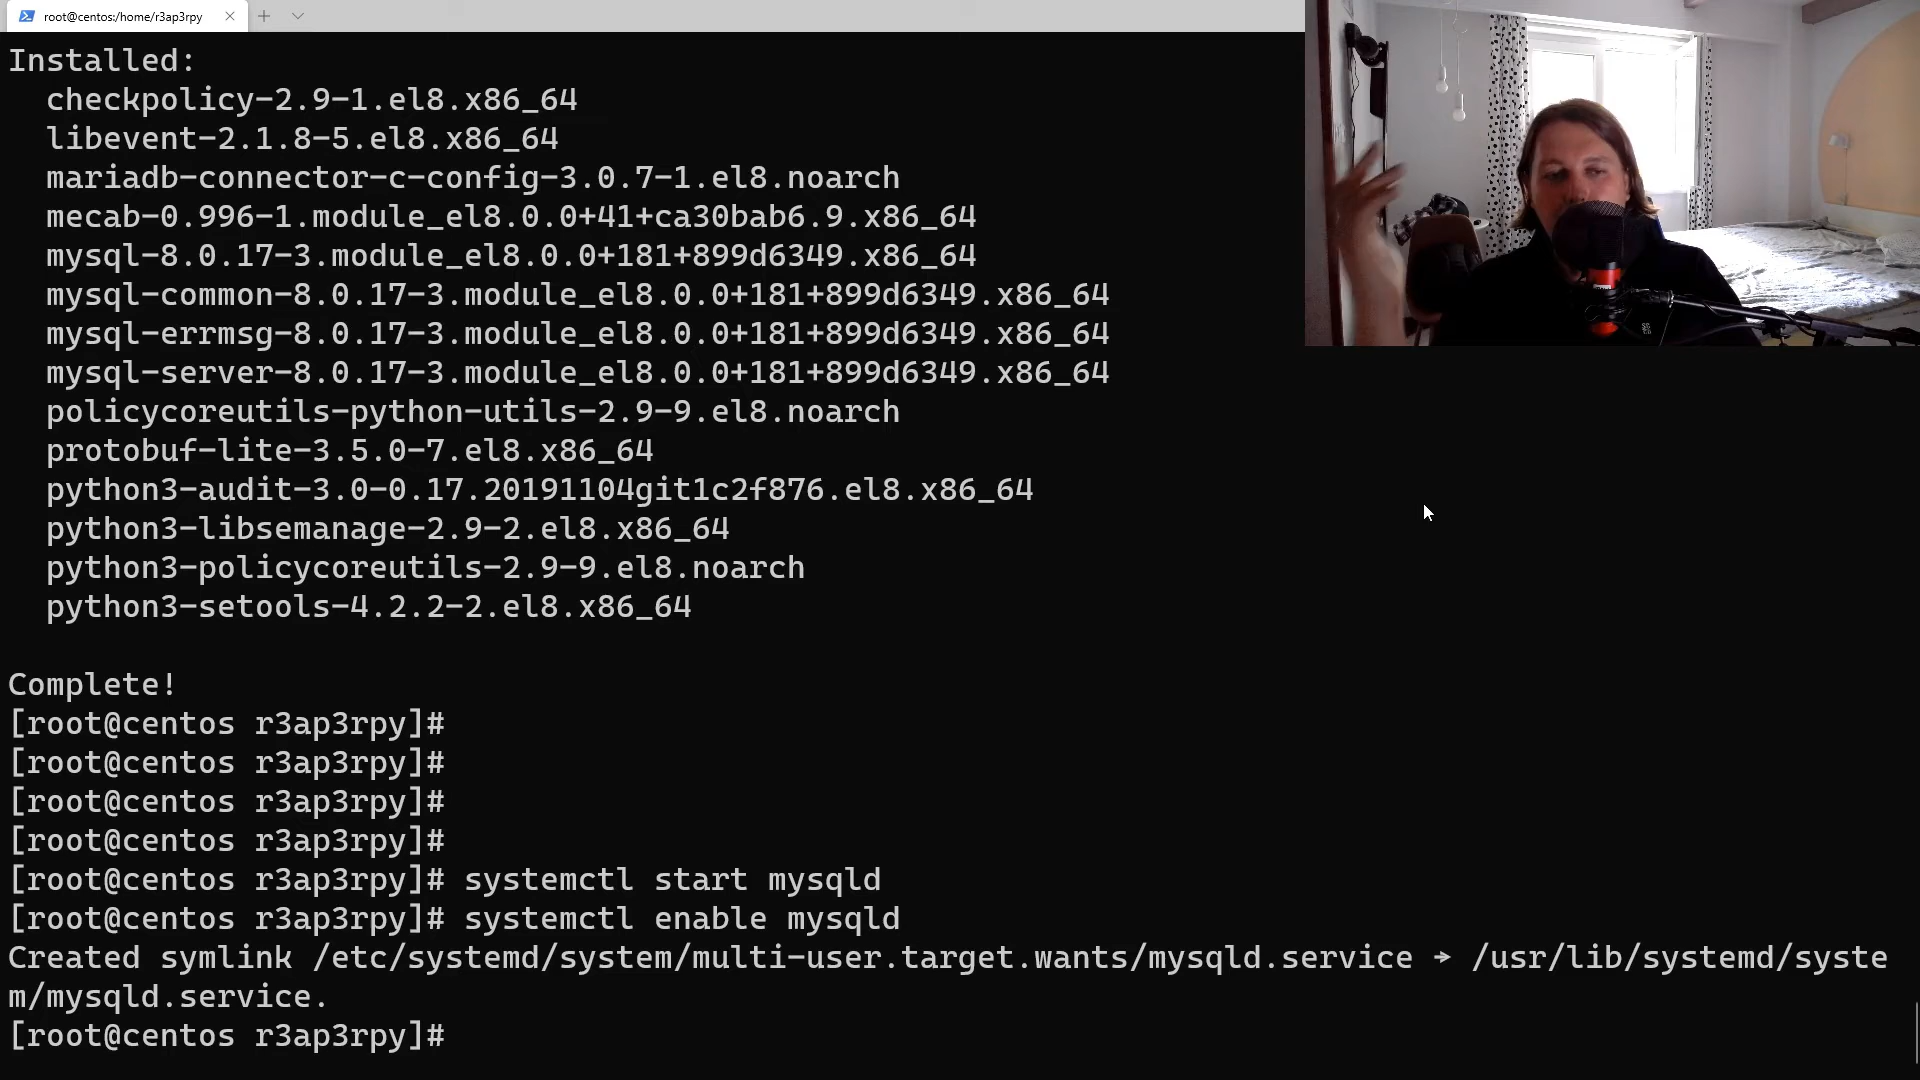 root@centos:/home/r3ap3rpy
Installed:
checkpolicy-2.9-1.el8.x86_64
libevent-2.1.8-5.el8.x86_64
mariadb-connector-c-config-3.0.7-1.el8.noarch
mecab-0.996-1.module_el8.0.0+41+ca30bab6.9.x86_64
mysql-8.0.17-3.module_el8.0.0+181+899d6349.x86_64
mysql-common-8.0.17-3.module_el8.0.0+181+899d6349.x86_64
mysql-errmsg-8.0.17-3.module_el8.0.0+181+899d6349.x86_64
mysql-server-8.0.17-3.module_el8.0.0+181+899d6349.x86_64
policycoreutils-python-utils-2.9-9.el8.noarch
protobuf-lite-3.5.0-7.el8.x86_64
python3-audit-3.0-0.17.20191104git1c2f876.el8.x86_64
python3-libsemanage-2.9-2.el8.x86_64
python3-policycoreutils-2.9-9.el8.noarch
python3-setools-4.2.2-2.el8.x86_64
Complete!
[root@centos r3ap3rpy]#
[root@centos r3ap3rpy]#
[root@centos r3ap3rpy]#
[root@centos r3ap3rpy]#
[root@centos r3ap3rpy]# systemctl start mysqld
[root@centos r3ap3rpy]# systemctl enable mysqld
Created symlink /etc/systemd/system/multi-user.target.wants/mysqld.service → /usr/lib/systemd/syste
m/mysqld.service.
[root@centos r3ap3rpy]#